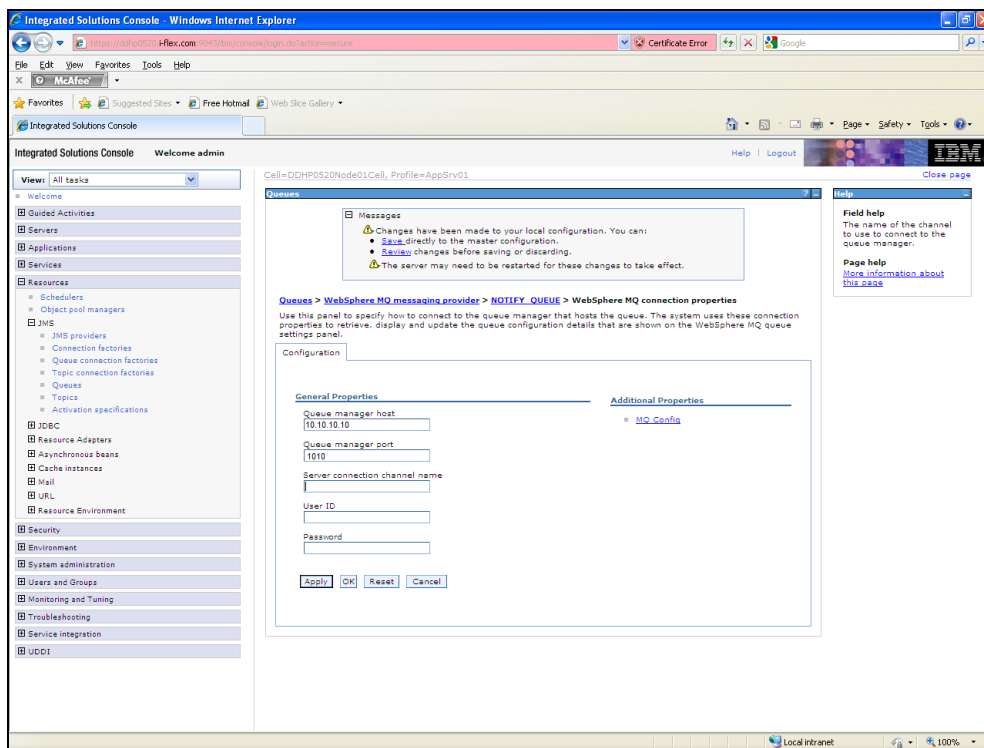 Integrated Solutions Console - Windows Internet Explorer
https://ddhp0520.i-flex.com:9043/ibm/console/login.do?action=secure
Certificate Error
Google
File Edit View Favorites Tools Help
X McAfee
Favorites
Suggested Sites
Free Hotmail
Web Slice Gallery
Integrated Solutions Console
Page Safety Tools
Integrated Solutions Console Welcome admin
Help | Logout
IBM
View: All tasks
Welcome
Guided Activities
Servers
Applications
Services
Resources
Schedulers
Object pool managers
JMS
JMS providers
Connection factories
Queue connection factories
Topic connection factories
Queues
Topics
Activation specifications
JDBC
Resource Adapters
Asynchronous beans
Cache instances
Mail
URL
Resource Environment
Security
Environment
System administration
Users and Groups
Monitoring and Tuning
Troubleshooting
Service integration
UDDI
Cell=DDHP0520Node01Cell, Profile=AppSrv01
Close page
Queues
? -
Messages
Changes have been made to your local configuration. You can:
Save directly to the master configuration.
Review changes before saving or discarding.
The server may need to be restarted for these changes to take effect.
Queues > WebSphere MQ messaging provider > NOTIFY_QUEUE > WebSphere MQ connection properties
Use this panel to specify how to connect to the queue manager that hosts the queue. The system uses these connection
properties to retrieve, display and update the queue configuration details that are shown on the WebSphere MQ queue
settings panel.
Configuration
General Properties
Queue manager host
10.10.10.10
Queue manager port
1010
Server connection channel name
User ID
Password
Apply OK Reset Cancel
Additional Properties
MQ Config
Help
Field help
The name of the channel
to use to connect to the
queue manager.
Page help
More information about
this page
Local intranet
100%